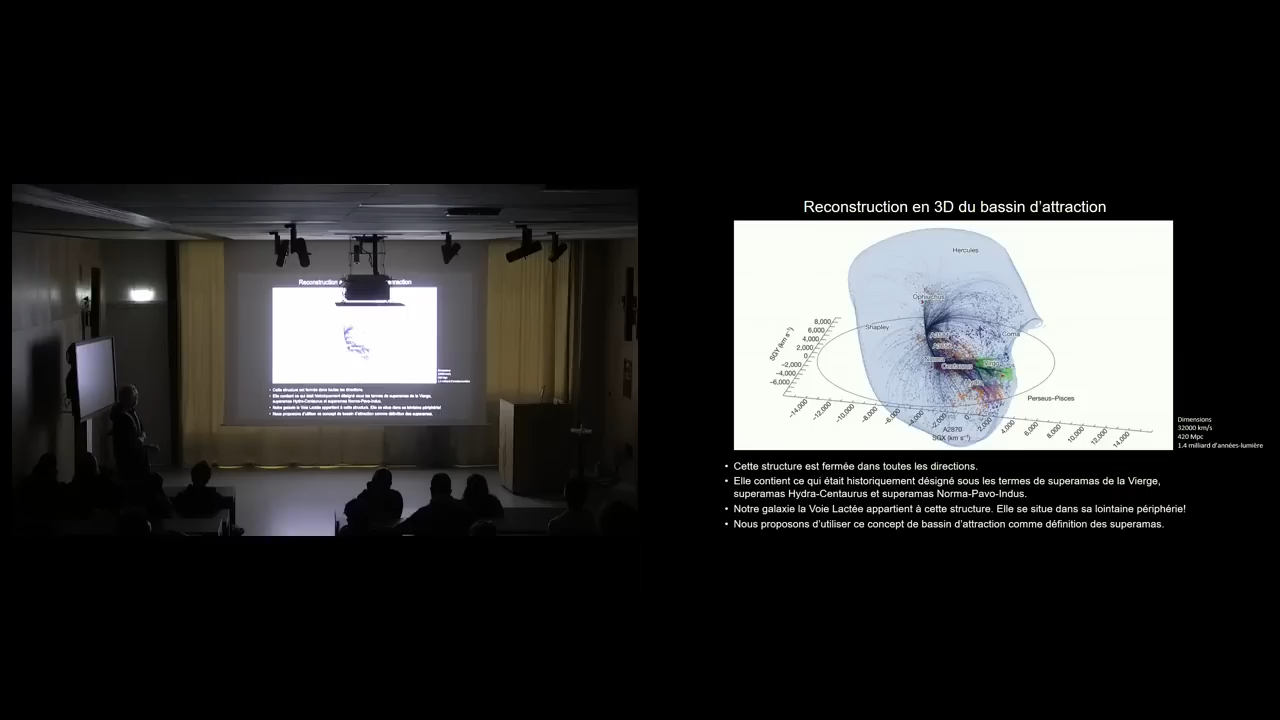 Reconstruction en 3D du bassin d'attraction
Hercules
Ophiuchus
Shapley
Coma
Centaurus
Perseus–Pisces
A2870
SGY (km s⁻¹)
8,000
6,000
4,000
2,000
0
−2,000
−4,000
−6,000
−14,000
−12,000
−10,000
−8,000
−6,000
−4,000
−2,000
0
2,000
4,000
6,000
8,000
10,000
12,000
14,000
SGX (km s⁻¹)
Dimensions
32000 km/s
420 Mpc
1.4 milliard d'années-lumière
• Cette structure est fermée dans toutes les directions.
• Elle contient ce qui était historiquement désigné sous les termes de superamas de la Vierge,
superamas Hydra-Centaurus et superamas Norma-Pavo-Indus.
• Notre galaxie la Voie Lactée appartient à cette structure. Elle se situe dans sa lointaine périphérie!
• Nous proposons d'utiliser ce concept de bassin d'attraction comme définition des superamas.